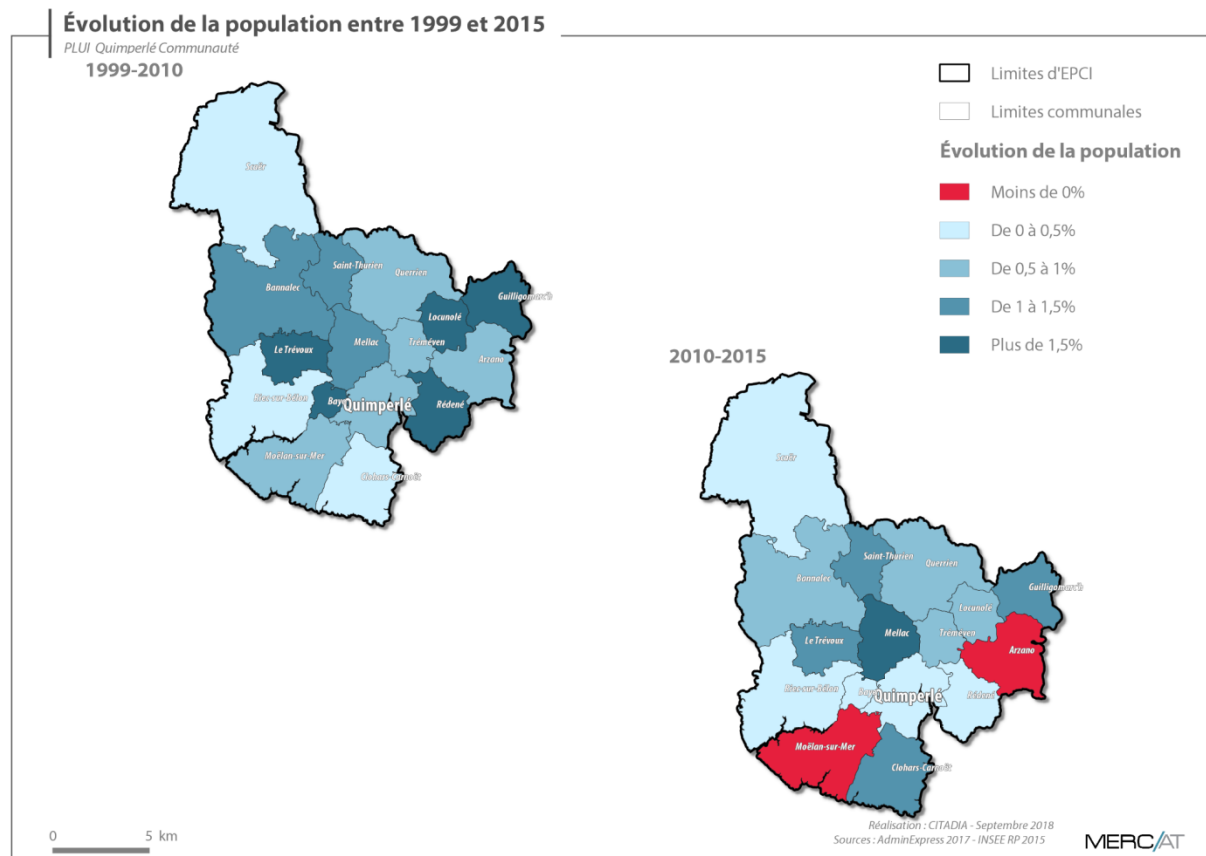 Évolution de la population entre 1999 et 2015
PLUI Quimperlé Communauté
1999-2010
Scaër
Saint-Thurien
Querrien
Bannalec
Guilligomarc'h
Locunolé
Le Trévoux
Mellac
Tréméven
Arzano
Riec-sur-Bélon
Baye
Quimperlé
Rédené
Moëlan-sur-Mer
Clohars-Carnoët
Limites d'EPCI
Limites communales
Évolution de la population
Moins de 0%
De 0 à 0,5%
De 0,5 à 1%
De 1 à 1,5%
Plus de 1,5%
2010-2015
Scaër
Saint-Thurien
Querrien
Bannalec
Guilligomarc'h
Locunolé
Le Trévoux
Mellac
Tréméven
Arzano
Riec-sur-Bélon
Baye
Quimperlé
Rédené
Moëlan-sur-Mer
Clohars-Carnoët
0 5 km
Réalisation : CITADIA - Septembre 2018
Sources : AdminExpress 2017 - INSEE RP 2015
MERC/AT